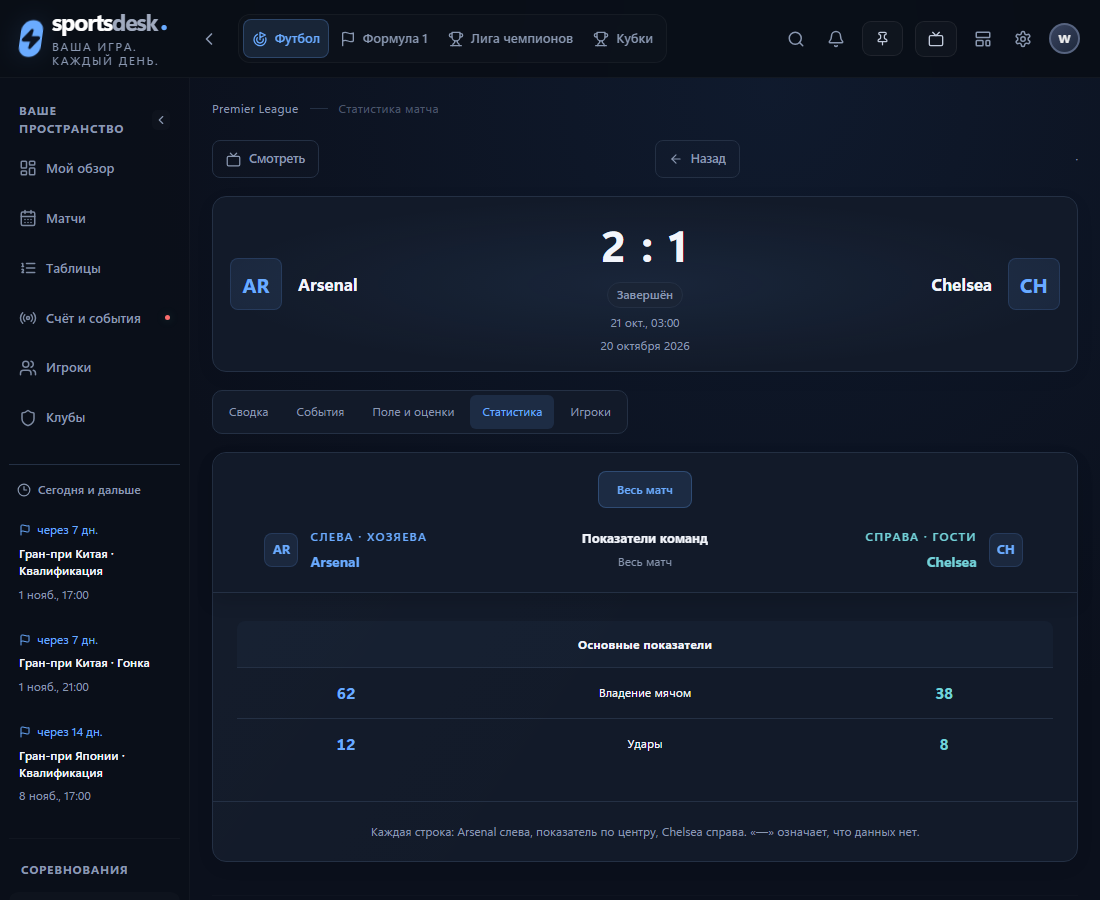 sportsdesk.
ВАША ИГРА.
КАЖДЫЙ ДЕНЬ.
Футбол
Формула 1
Лига чемпионов
Кубки
W
ВАШЕ
ПРОСТРАНСТВО
Мой обзор
Матчи
Таблицы
Счёт и события
Игроки
Клубы
Сегодня и дальше
через 7 дн.
Гран-при Китая ·
Квалификация
1 нояб., 17:00
через 7 дн.
Гран-при Китая · Гонка
1 нояб., 21:00
через 14 дн.
Гран-при Японии ·
Квалификация
8 нояб., 17:00
СОРЕВНОВАНИЯ
Premier League — Статистика матча
Смотреть
Назад
AR
Arsenal
2 : 1
Завершён
21 окт., 03:00
20 октября 2026
Chelsea
CH
Сводка
События
Поле и оценки
Статистика
Игроки
Весь матч
AR
СЛЕВА · ХОЗЯЕВА
Arsenal
Показатели команд
Весь матч
СПРАВА · ГОСТИ
Chelsea
CH
Основные показатели
62 Владение мячом 38
12 Удары 8
Каждая строка: Arsenal слева, показатель по центру, Chelsea справа. «—» означает, что данных нет.